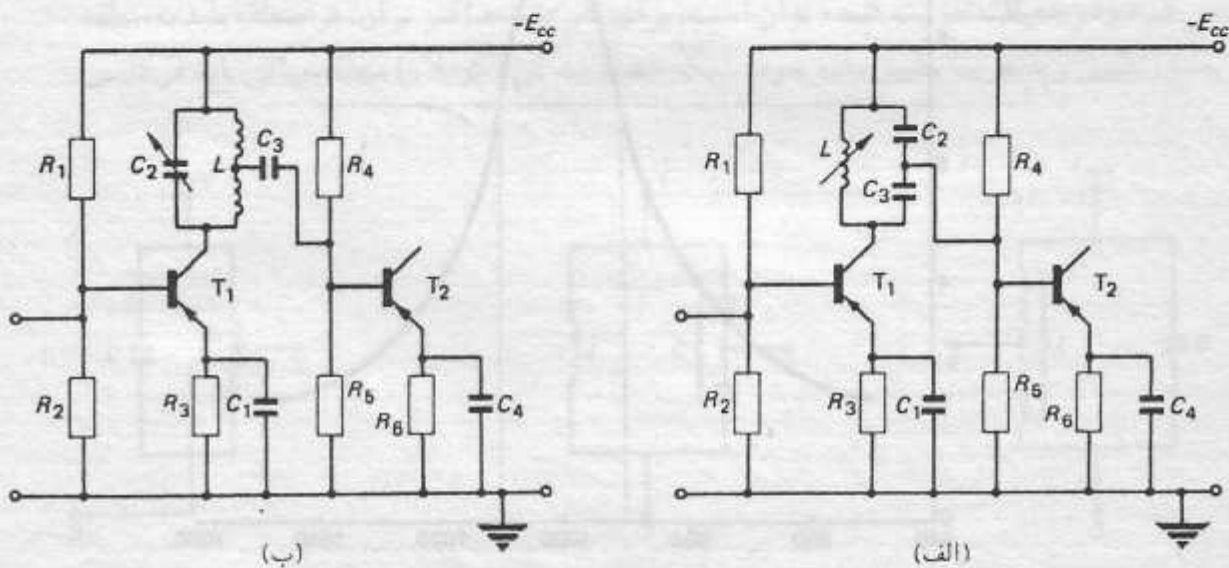 -Ecc
R1
C2
L
C3
R4
T1
T2
R2
R3
C1
R5
R6
C4
(ب)
-Ecc
R1
L
C2
C3
R4
T1
T2
R2
R3
C1
R5
R6
C4
(الف)